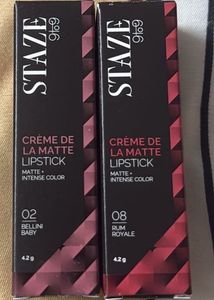 STAZE
9to9
CRÈME DE
LA MATTE
LIPSTICK
MATTE +
INTENSE COLOR
02
BELLINI
BABY
4.2 g
STAZE
9to9
CRÈME DE
LA MATTE
LIPSTICK
MATTE +
INTENSE COLOR
08
RUM
ROYALE
4.2 g